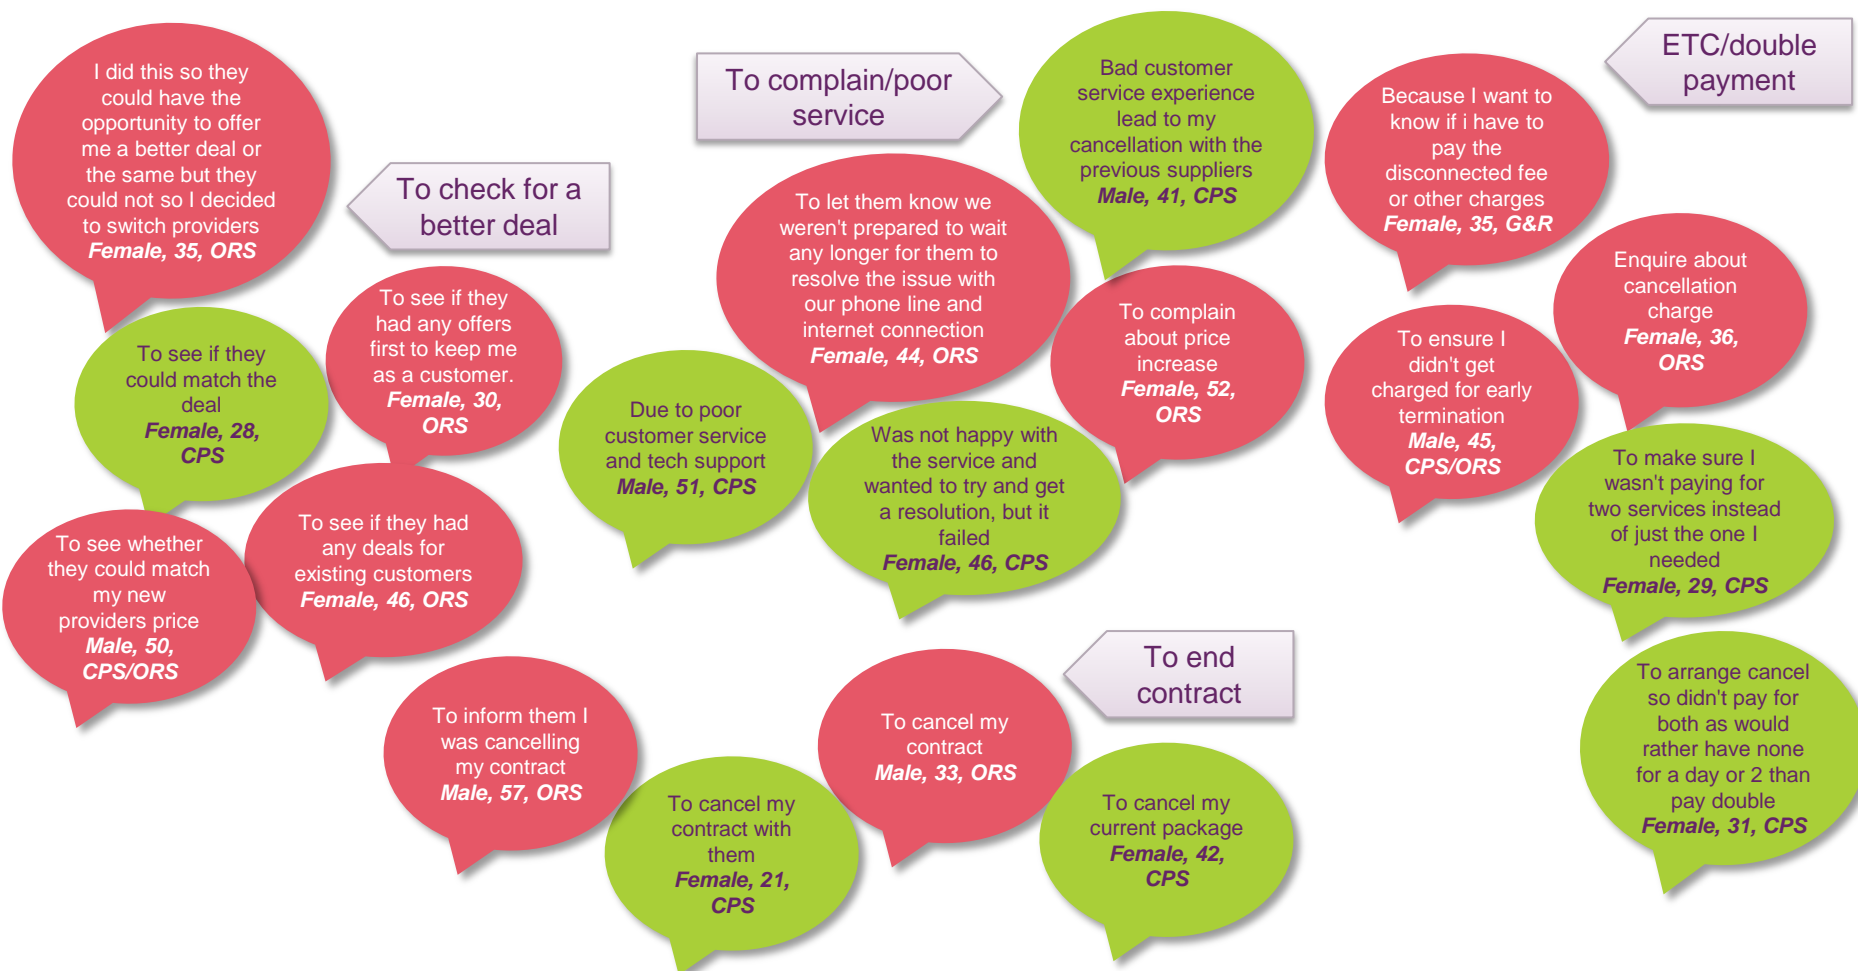 I did this so they
could have the
opportunity to offer
me a better deal or
the same but they
could not so I decided
to switch providers
Female, 35, ORS
To check for a
better deal
To see if they
had any offers
first to keep me
as a customer.
Female, 30,
ORS
To see if they
could match the
deal
Female, 28,
CPS
To see if they had
any deals for
existing customers
Female, 46, ORS
To see whether
they could match
my new
providers price
Male, 50,
CPS/ORS
To complain/poor
service
Bad customer
service experience
lead to my
cancellation with the
previous suppliers
Male, 41, CPS
To let them know we
weren't prepared to wait
any longer for them to
resolve the issue with
our phone line and
internet connection
Female, 44, ORS
To complain
about price
increase
Female, 52,
ORS
Due to poor
customer service
and tech support
Male, 51, CPS
Was not happy with
the service and
wanted to try and get
a resolution, but it
failed
Female, 46, CPS
ETC/double
payment
Because I want to
know if i have to
pay the
disconnected fee
or other charges
Female, 35, G&R
Enquire about
cancellation
charge
Female, 36,
ORS
To ensure I
didn't get
charged for early
termination
Male, 45,
CPS/ORS
To make sure I
wasn't paying for
two services instead
of just the one I
needed
Female, 29, CPS
To arrange cancel
so didn't pay for
both as would
rather have none
for a day or 2 than
pay double
Female, 31, CPS
To end
contract
To inform them I
was cancelling
my contract
Male, 57, ORS
To cancel my
contract with
them
Female, 21,
CPS
To cancel my
contract
Male, 33, ORS
To cancel my
current package
Female, 42,
CPS